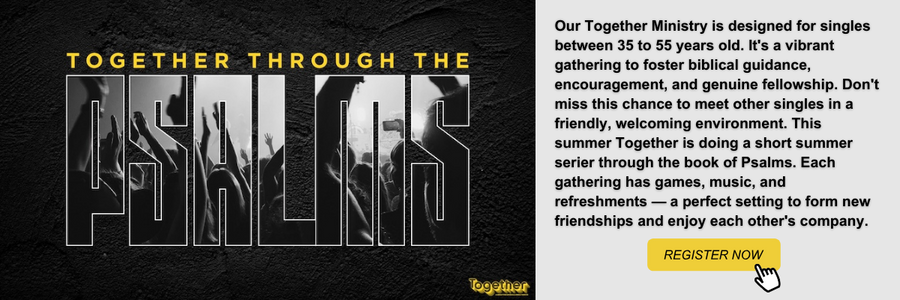 TOGETHER THROUGH THE
PSALMS
Together
Our Together Ministry is designed for singles
between 35 to 55 years old. It's a vibrant
gathering to foster biblical guidance,
encouragement, and genuine fellowship. Don't
miss this chance to meet other singles in a
friendly, welcoming environment. This
summer Together is doing a short summer
serier through the book of Psalms. Each
gathering has games, music, and
refreshments — a perfect setting to form new
friendships and enjoy each other's company.
REGISTER NOW